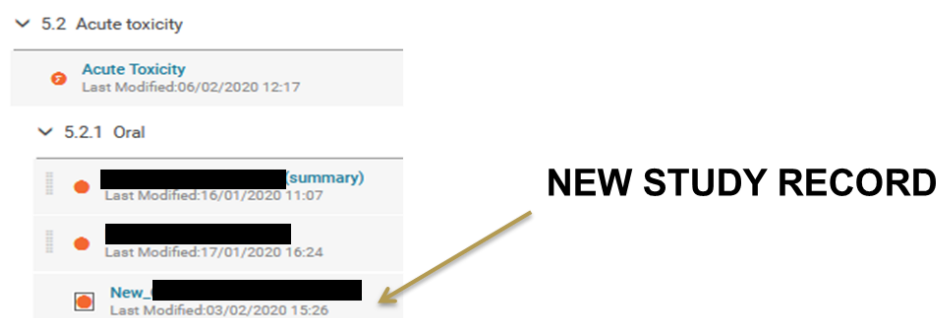 5.2 Acute toxicity
Acute Toxicity
Last Modified:06/02/2020 12:17
5.2.1 Oral
(summary)
Last Modified:16/01/2020 11:07
Last Modified:17/01/2020 16:24
New_
Last Modified:03/02/2020 15:26
NEW STUDY RECORD